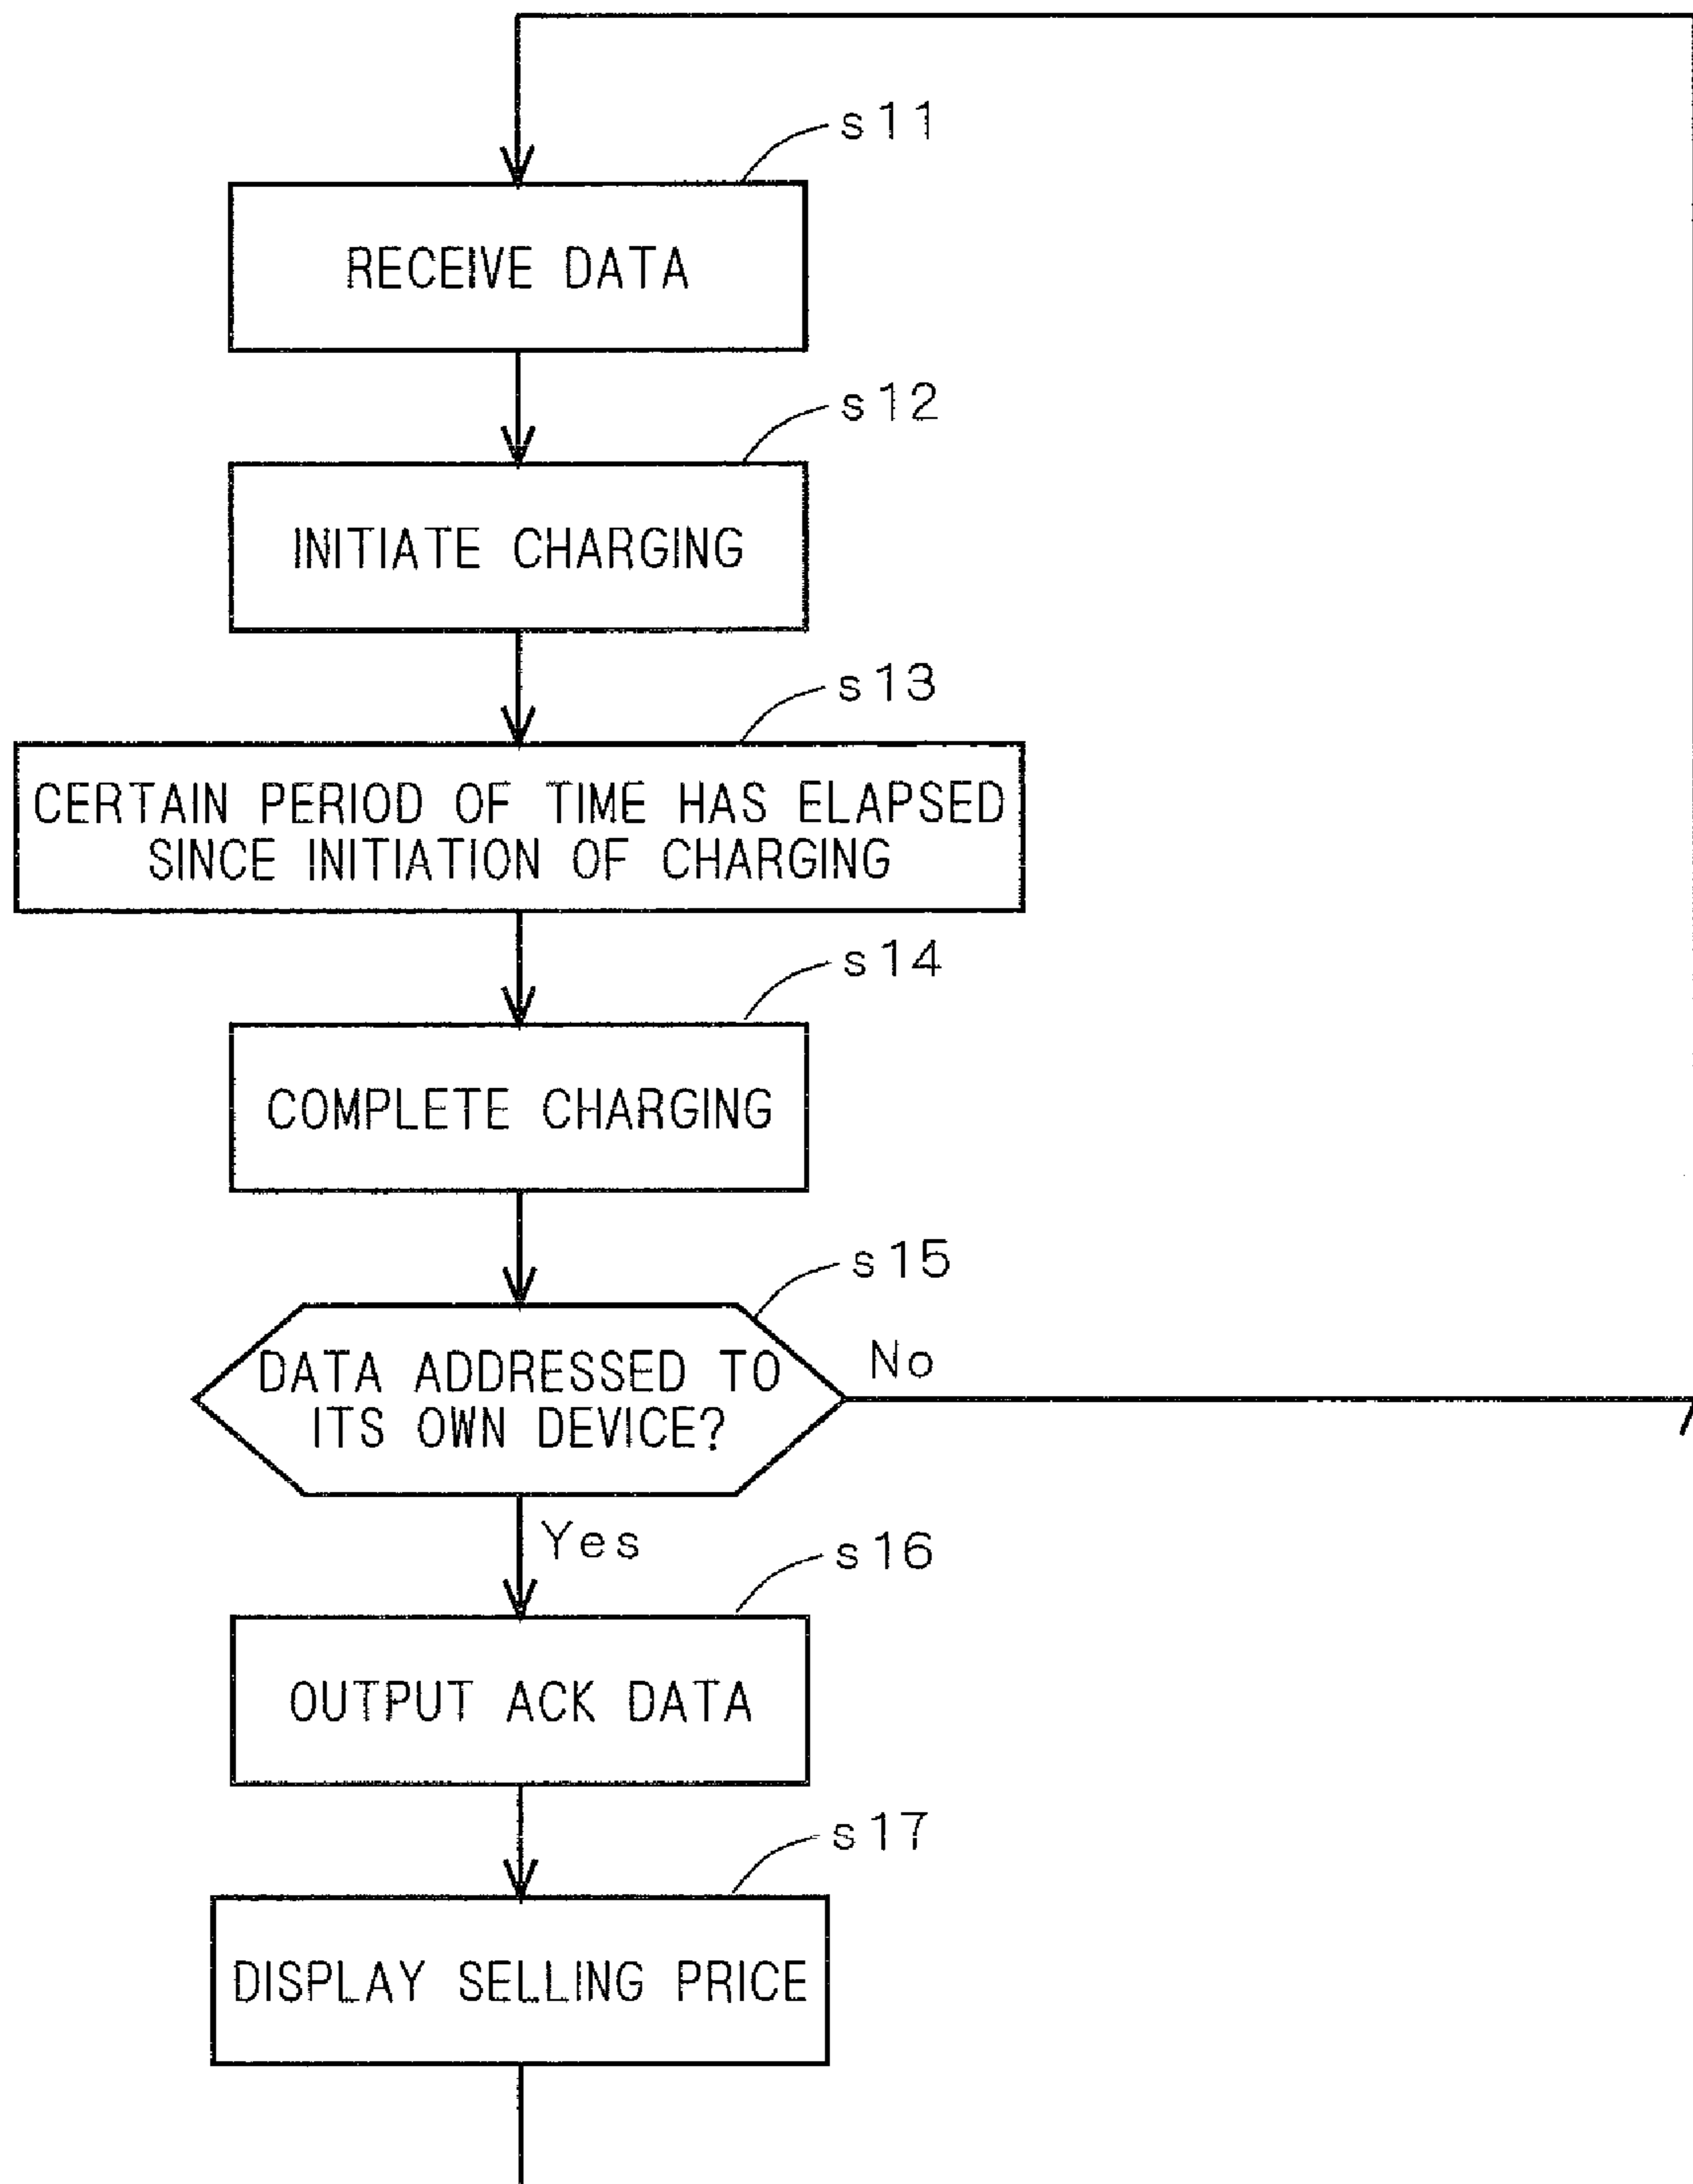 s11
RECEIVE DATA
s12
INITIATE CHARGING
s13
CERTAIN PERIOD OF TIME HAS ELAPSED
SINCE INITIATION OF CHARGING
s14
COMPLETE CHARGING
s15
DATA ADDRESSED TO
ITS OWN DEVICE?
No
Yes
s16
OUTPUT ACK DATA
s17
DISPLAY SELLING PRICE